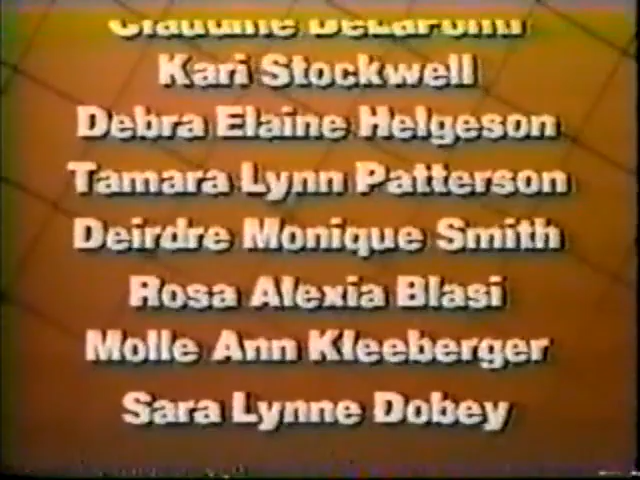 Kari Stockwell
Debra Elaine Helgeson
Tamara Lynn Patterson
Deirdre Monique Smith
Rosa Alexia Blasi
Molle Ann Kleeberger
Sara Lynne Dobey